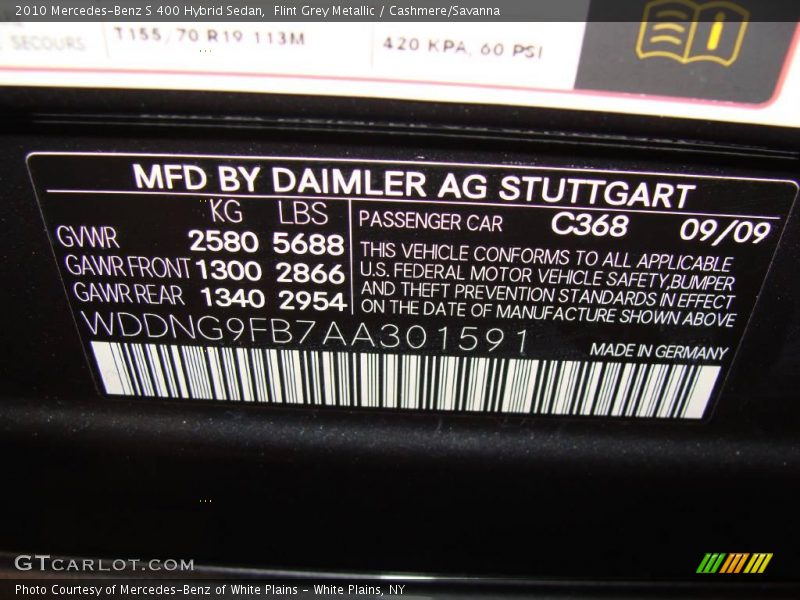 2010 Mercedes-Benz S 400 Hybrid Sedan,  Flint Grey Metallic / Cashmere/Savanna
SECOURS T155/70 R19 113M 420 KPA, 60 PSI
MFD BY DAIMLER AG STUTTGART
KG LBS
GVWR 2580 5688
GAWR FRONT 1300 2866
GAWR REAR 1340 2954
PASSENGER CAR C368 09/09
THIS VEHICLE CONFORMS TO ALL APPLICABLE
U.S. FEDERAL MOTOR VEHICLE SAFETY,BUMPER
AND THEFT PREVENTION STANDARDS IN EFFECT
ON THE DATE OF MANUFACTURE SHOWN ABOVE
WDDNG9FB7AA301591
MADE IN GERMANY
GTCARLOT.COM
Photo Courtesy of Mercedes-Benz of White Plains - White Plains, NY